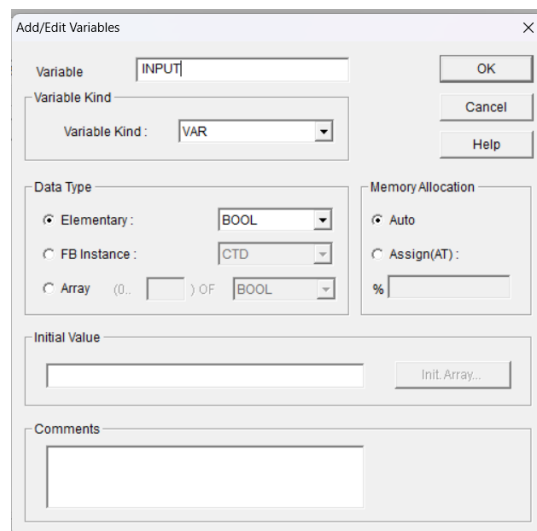 Add/Edit Variables
Variable INPUT OK
Variable Kind
Variable Kind : VAR
Cancel
Help
Data Type
Elementary : BOOL
FB Instance : CTD
Array (0.. ) OF BOOL
Memory Allocation
Auto
Assign(AT) :
%
Initial Value
Init. Array...
Comments